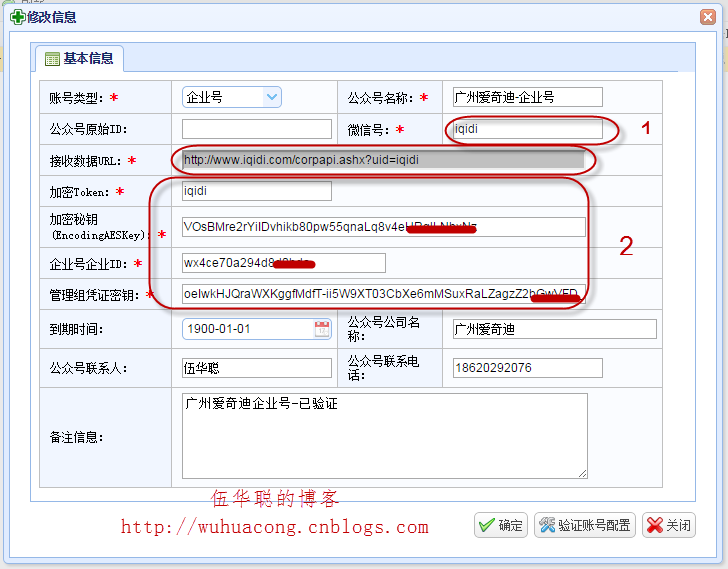 修改信息
基本信息
账号类型：* 企业号 公众号名称：* 广州爱奇迪-企业号
公众号原始ID： 微信号：* iqidi 1
接收数据URL：* http://www.iqidi.com/corpapi.ashx?uid=iqidi
加密Token：* iqidi
加密秘钥
(EncodingAESKey)：* VOsBMre2rYiIDvhikb80pw55qnaLq8v4eH
2
企业号企业ID：* wx4ce70a294d8d
管理组凭证密钥：* oeIwkHJQraWXKggfMdfT-ii5W9XT03CbXe6mMSuxRaLZagzZ2b
到期时间： 1900-01-01 公众号公司名
称： 广州爱奇迪
公众号联系人： 伍华聪 公众号联系电
话： 18620292076
备注信息： 广州爱奇迪企业号-已验证
伍华聪的博客
http://wuhuacong.cnblogs.com
确定 验证账号配置 关闭